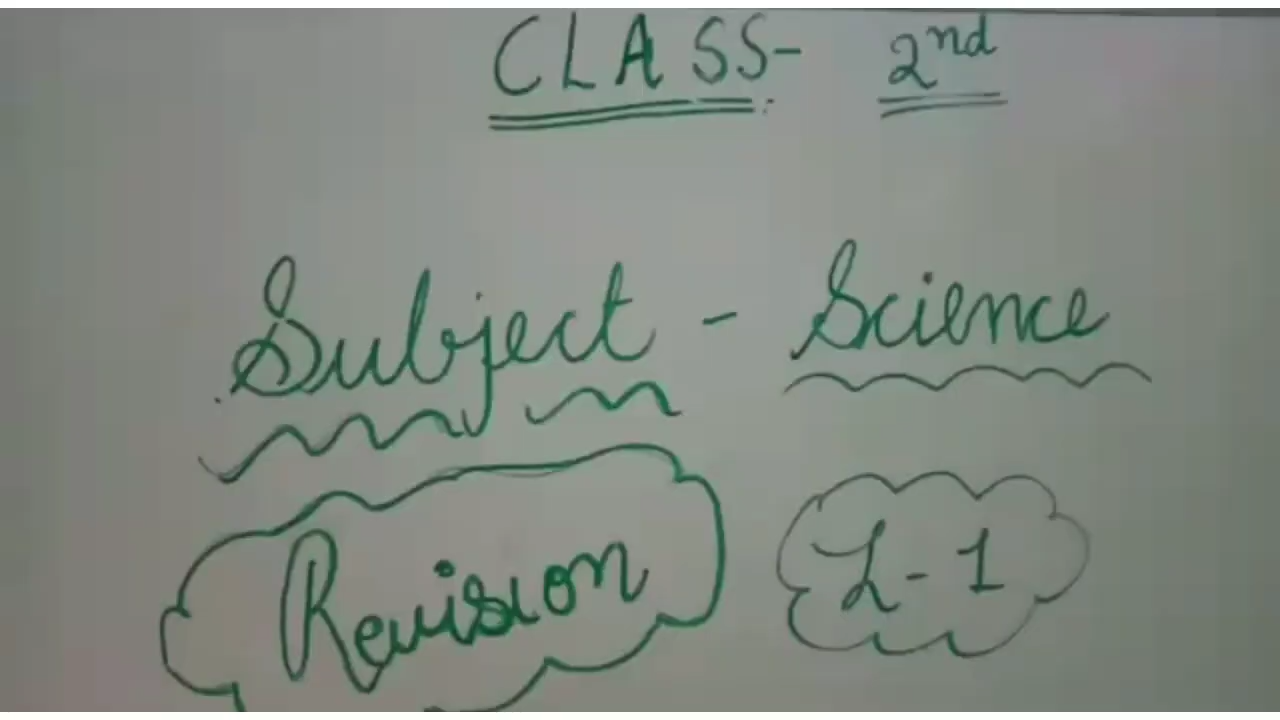 CLASS- 2nd
Subject - Science
Revision L-1